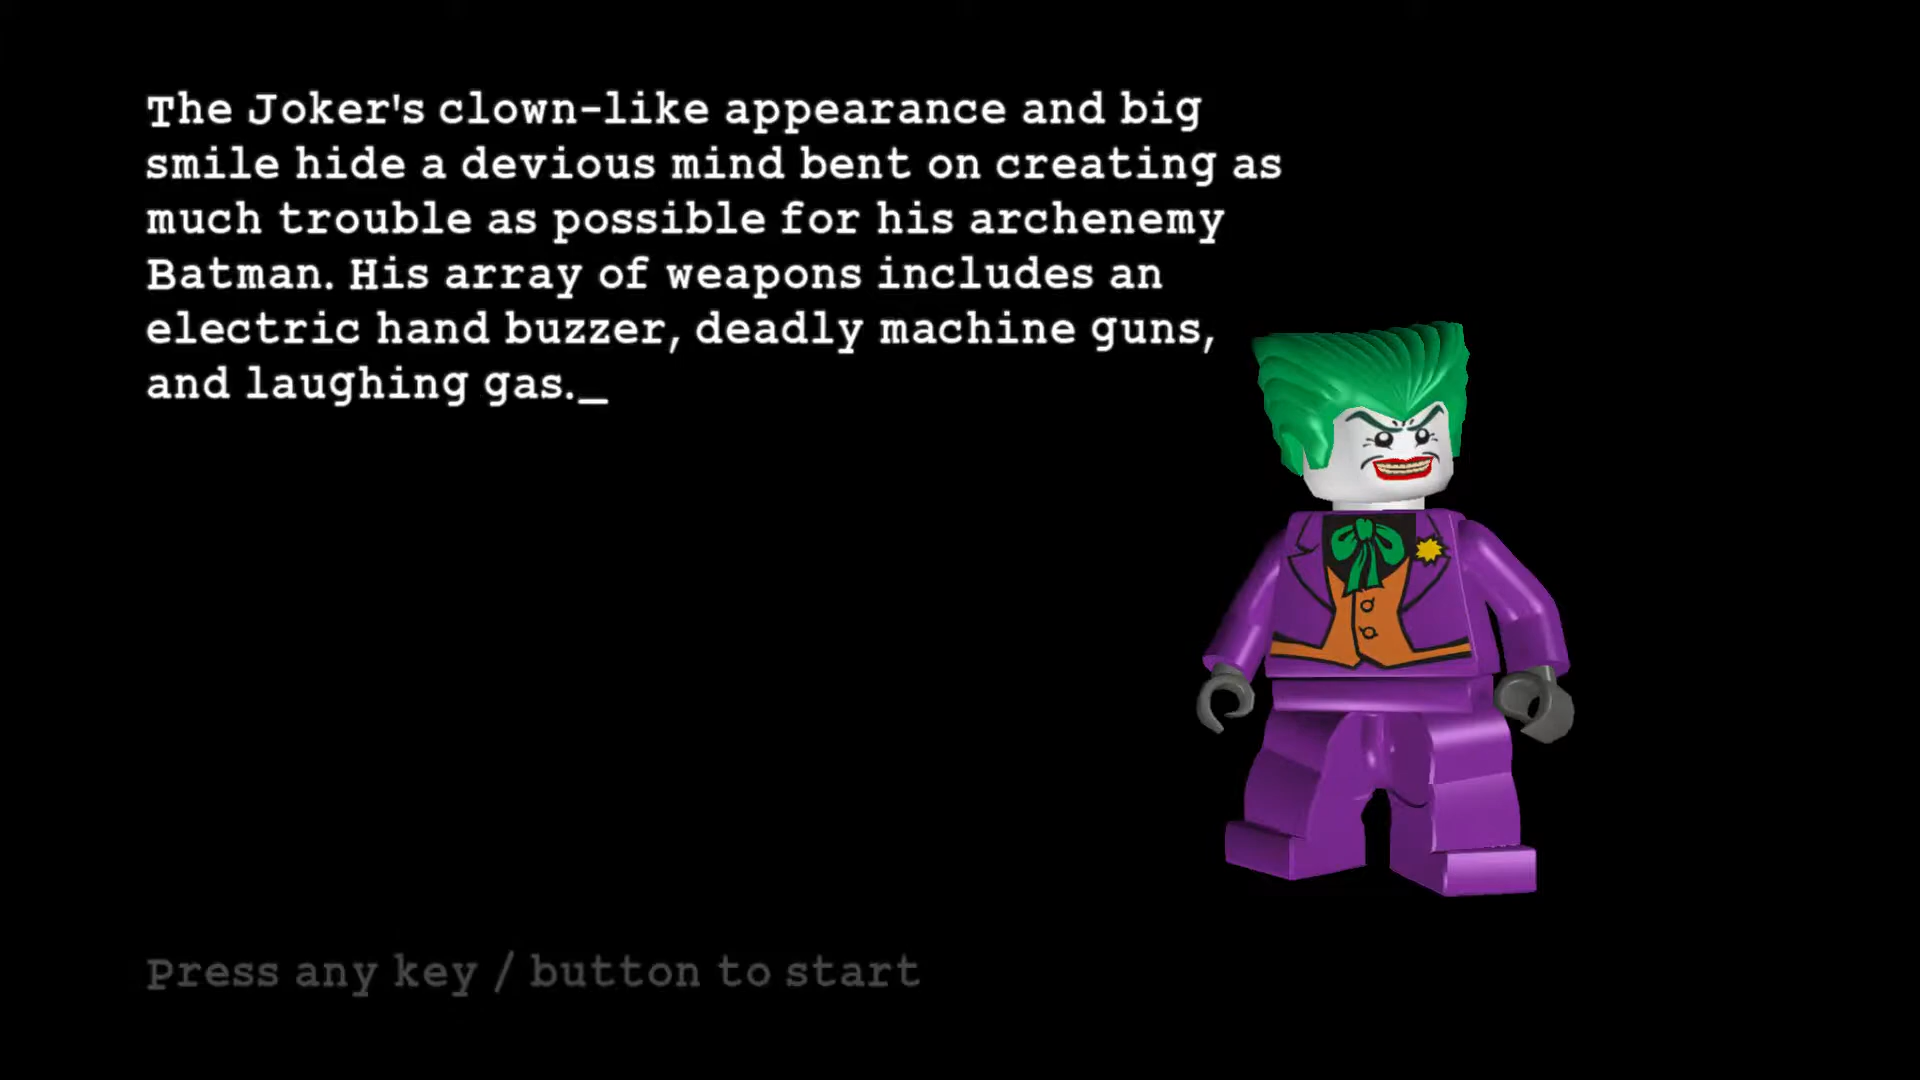 The Joker's clown-like appearance and big
smile hide a devious mind bent on creating as
much trouble as possible for his archenemy
Batman. His array of weapons includes an
electric hand buzzer, deadly machine guns,
and laughing gas._
Press any key / button to start